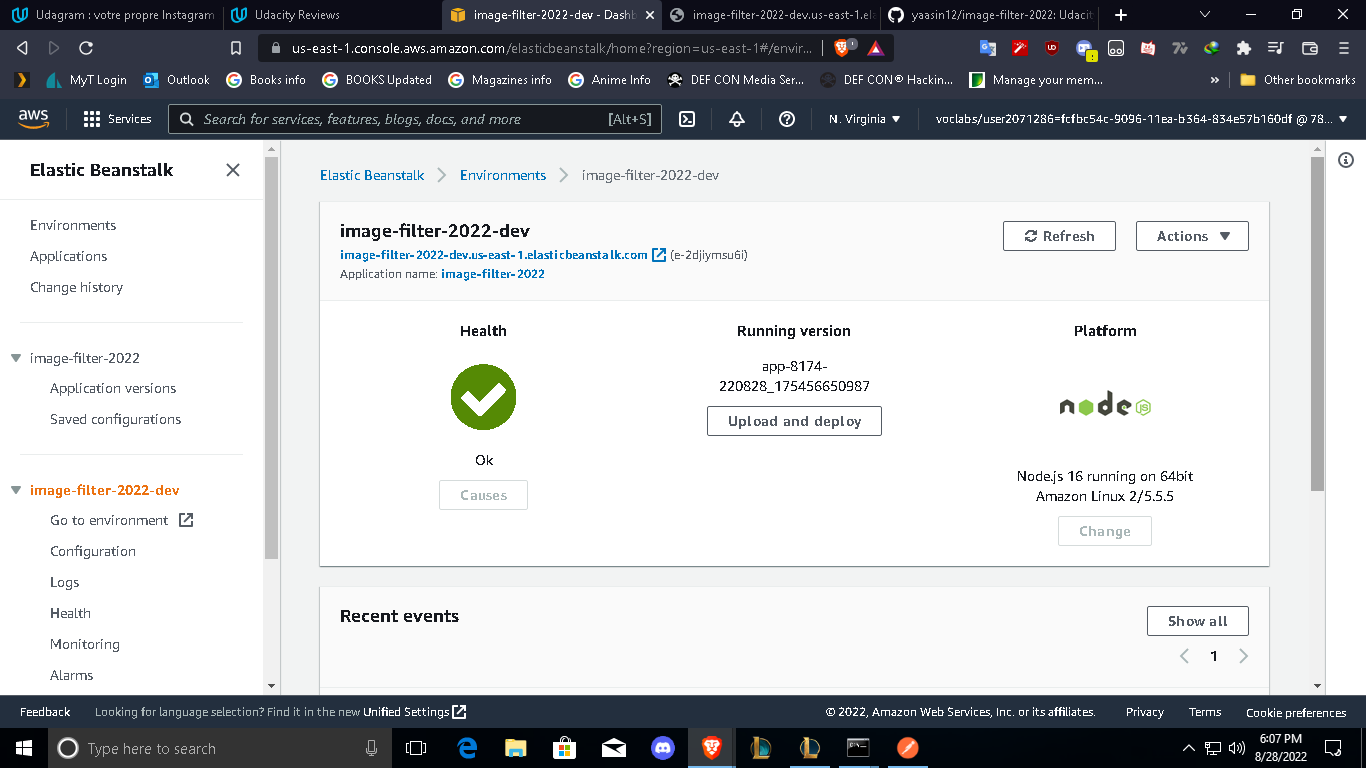 Udagram : votre propre Instagram
Udacity Reviews
image-filter-2022-dev - Dashb
image-filter-2022-dev.us-east-1.ela
yaasin12/image-filter-2022: Udacit
us-east-1.console.aws.amazon.com/elasticbeanstalk/home?region=us-east-1#/envir...
MyT Login
Outlook
Books info
BOOKS Updated
Magazines info
Anime Info
DEF CON Media Ser...
DEF CON® Hackin...
Manage your mem...
»
Other bookmarks
aws
Services
Search for services, features, blogs, docs, and more
[Alt+S]
N. Virginia
voclabs/user2071286=fcfbc54c-9096-11ea-b364-834e57b160df @ 78...
Elastic Beanstalk
Environments
Applications
Change history
image-filter-2022
Application versions
Saved configurations
image-filter-2022-dev
Go to environment
Configuration
Logs
Health
Monitoring
Alarms
Elastic Beanstalk
Environments
image-filter-2022-dev
image-filter-2022-dev
image-filter-2022-dev.us-east-1.elasticbeanstalk.com (e-2djiymsu6i)
Application name: image-filter-2022
Refresh
Actions
Health
Ok
Causes
Running version
app-8174-
220828_175456650987
Upload and deploy
Platform
node JS
Node.js 16 running on 64bit
Amazon Linux 2/5.5.5
Change
Recent events
Show all
1
Feedback
Looking for language selection? Find it in the new Unified Settings
© 2022, Amazon Web Services, Inc. or its affiliates.
Privacy
Terms
Cookie preferences
Type here to search
6:07 PM
8/28/2022